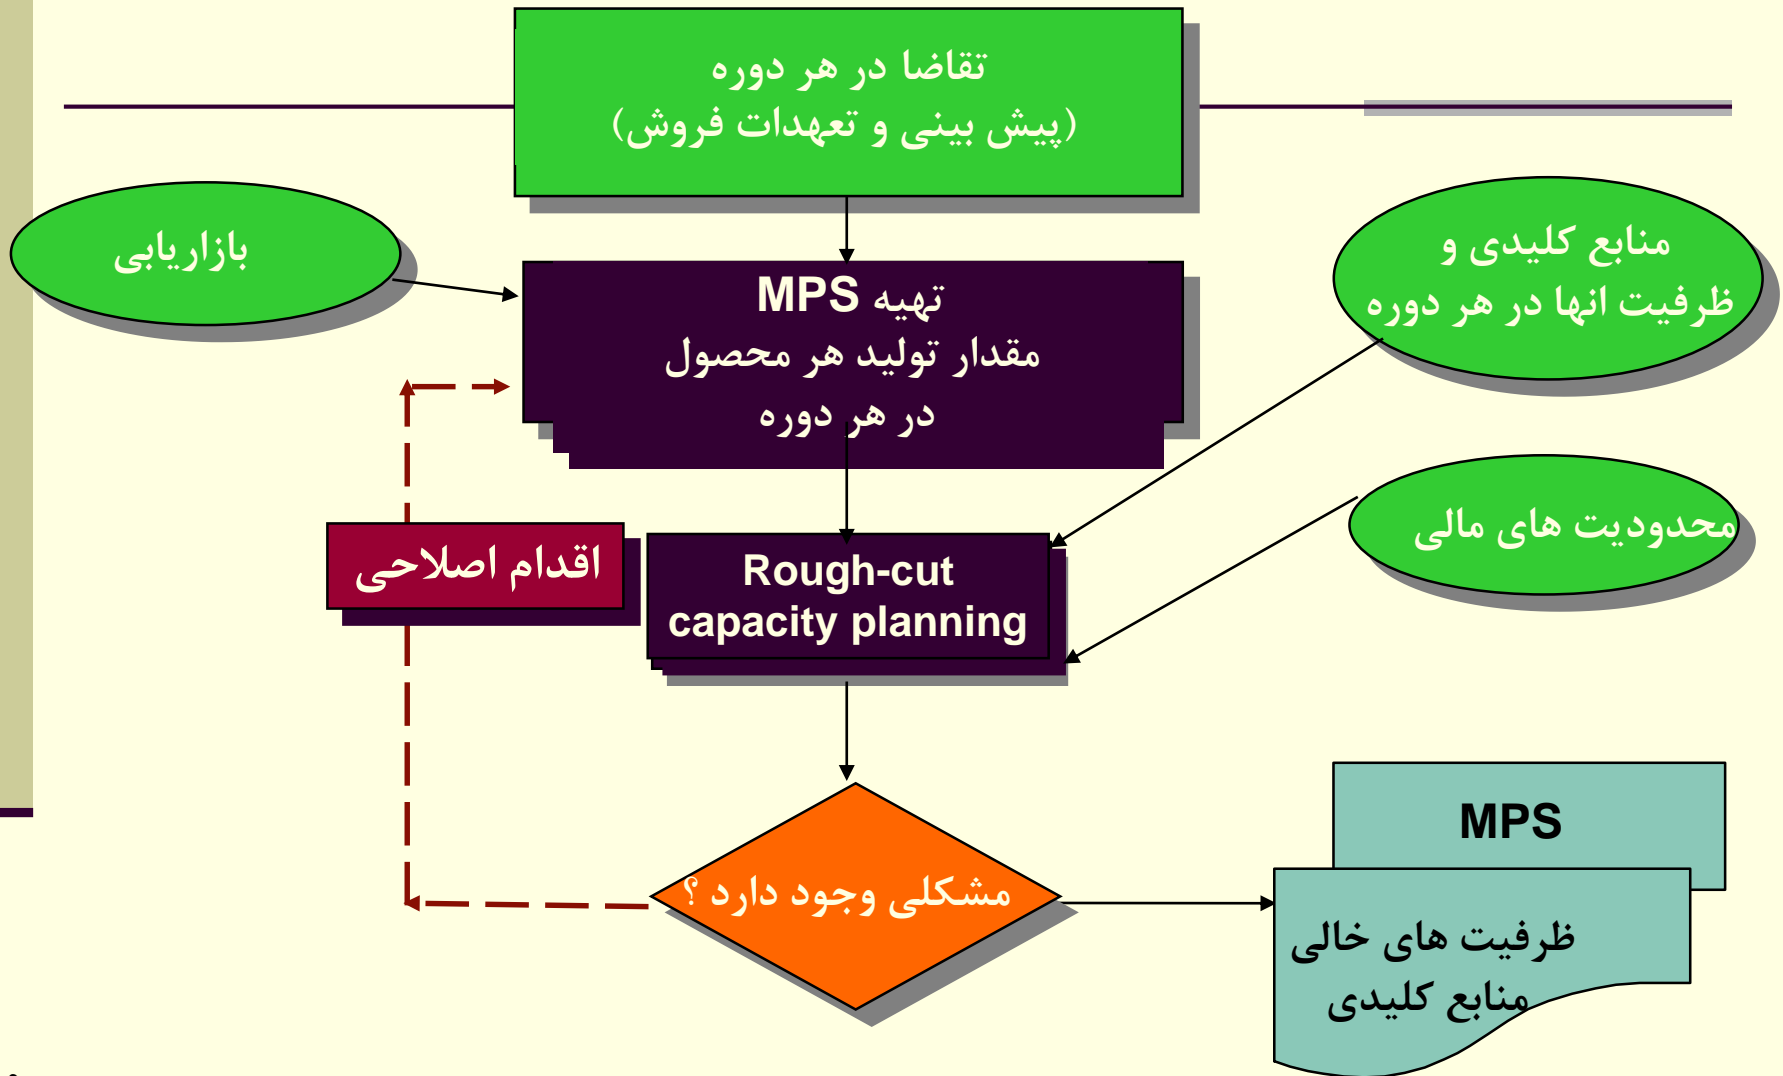 تقاضا در هر دوره
(پیش بینی و تعهدات فروش)
بازاریابی
منابع کلیدی و
ظرفیت انها در هر دوره
تهیه MPS
مقدار تولید هر محصول
در هر دوره
محدودیت های مالی
اقدام اصلاحی
Rough-cut
capacity planning
مشکلی وجود دارد ؟
MPS
ظرفیت های خالی
منابع کلیدی